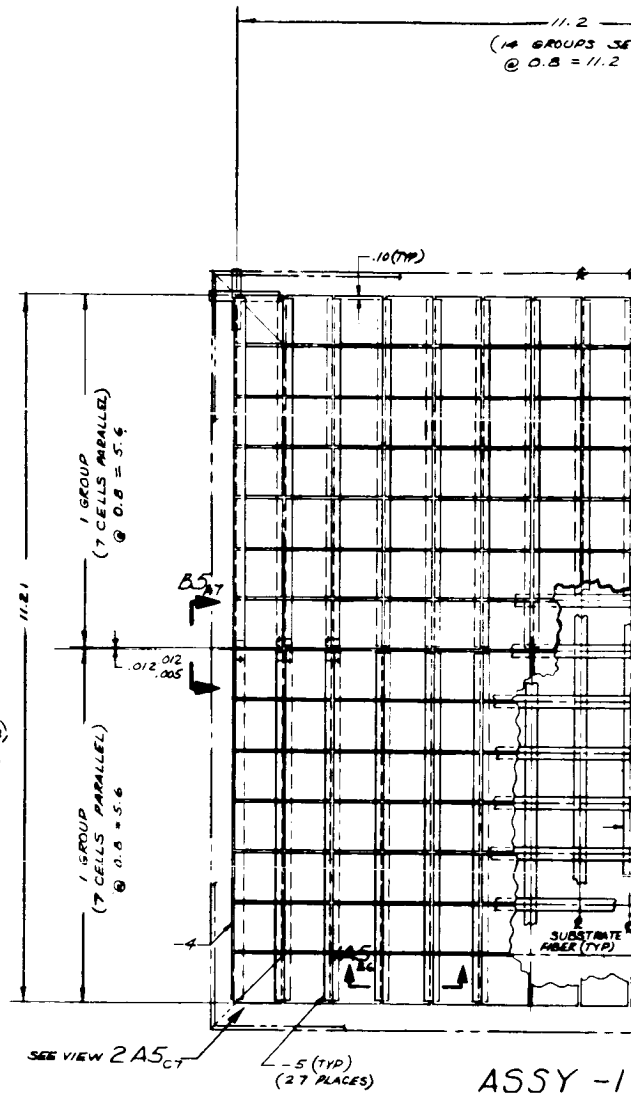 11.2
(14 GROUPS SE
@ 0.8 = 11.2
.10 (TYP)
1 GROUP
(7 CELLS PARALLEL)
@ 0.8 = 5.6
11.21
B5 A7
.012 .012
.005
1 GROUP
(7 CELLS PARALLEL)
@ 0.8 = 5.6
-4
A5
SUBSTRATE
FIBER (TYP)
SEE VIEW 2 A5 C7
-5 (TYP)
(27 PLACES)
ASSY -1